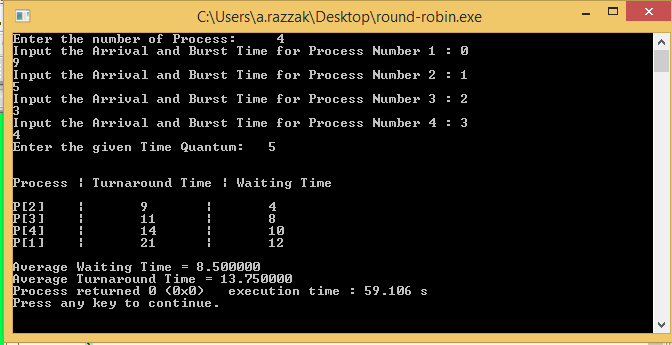 C:\Users\a.razzak\Desktop\round-robin.exe
Enter the number of Process:     4
Input the Arrival and Burst Time for Process Number 1 : 0
9
Input the Arrival and Burst Time for Process Number 2 : 1
5
Input the Arrival and Burst Time for Process Number 3 : 2
3
Input the Arrival and Burst Time for Process Number 4 : 3
4
Enter the given Time Quantum:   5
Process ¦ Turnaround Time ¦ Waiting Time
P[2]    ¦       9       ¦       4
P[3]    ¦       11      ¦       8
P[4]    ¦       14      ¦       10
P[1]    ¦       21      ¦       12
Average Waiting Time = 8.500000
Average Turnaround Time = 13.750000
Process returned 0 (0x0)   execution time : 59.106 s
Press any key to continue.